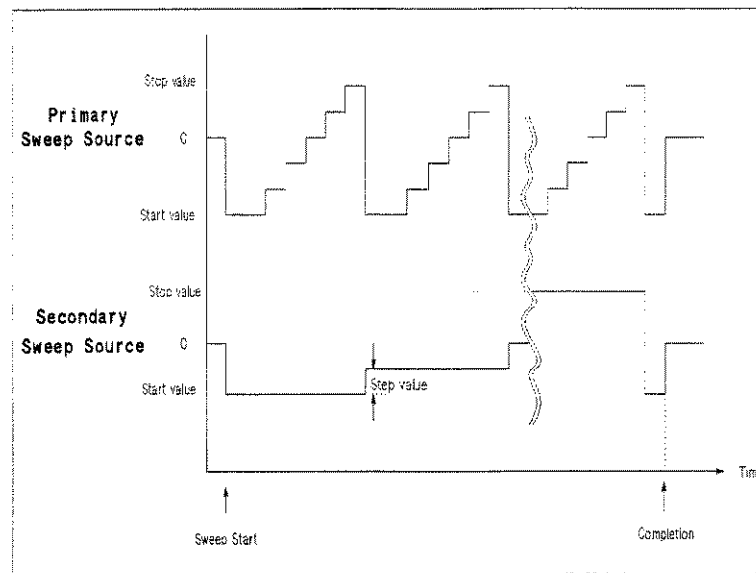 Stop value
Primary
Sweep Source
0
Start value
Stop value
Secondary
Sweep Source
0
Start value
Step value
Tim
Sweep Start
Completion